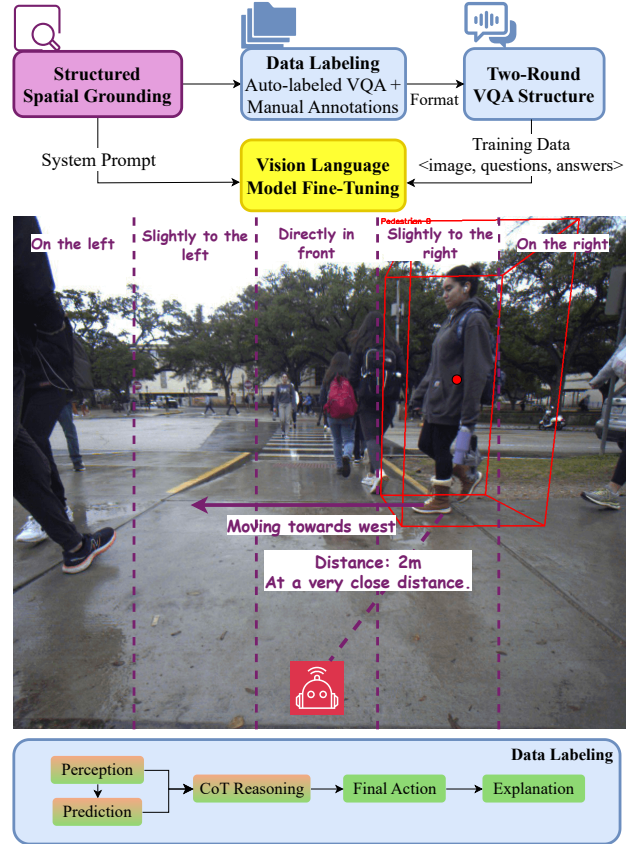 Structured
Spatial Grounding
Data Labeling
Auto-labeled VQA +
Manual Annotations
Format
Two-Round
VQA Structure
System Prompt
Vision Language
Model Fine-Tuning
Training Data
<image, questions, answers>
Pedestrian 8
On the left
Slightly to the
left
Directly in
front
Slightly to the
right
On the right
Moving towards west
Distance: 2m
At a very close distance.
Data Labeling
Perception
Prediction
CoT Reasoning
Final Action
Explanation